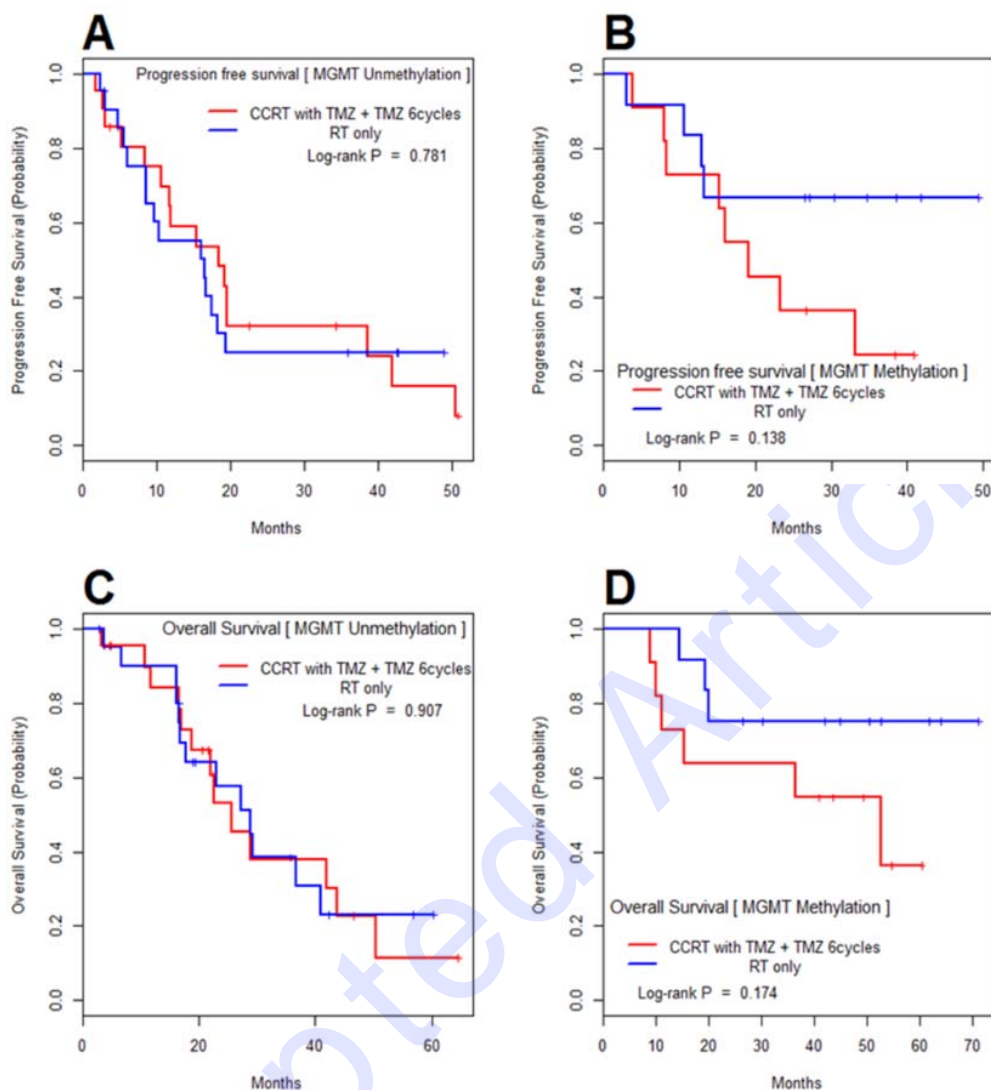 A
Progression free survival [ MGMT Unmethylation ]
CCRT with TMZ + TMZ 6cycles
RT only
Log-rank P = 0.781
Progression Free Survival (Probability)
1.0
0.8
0.6
0.4
0.2
0.0
0 10 20 30 40 50
Months
B
Progression free survival [ MGMT Methylation ]
CCRT with TMZ + TMZ 6cycles
RT only
Log-rank P = 0.138
Progression Free Survival (Probability)
1.0
0.8
0.6
0.4
0.2
0.0
0 10 20 30 40 50
Months
C
Overall Survival [ MGMT Unmethylation ]
CCRT with TMZ + TMZ 6cycles
RT only
Log-rank P = 0.907
Overall Survival (Probability)
1.0
0.8
0.6
0.4
0.2
0.0
0 20 40 60
Months
D
Overall Survival [ MGMT Methylation ]
CCRT with TMZ + TMZ 6cycles
RT only
Log-rank P = 0.174
Overall Survival (Probability)
1.0
0.8
0.6
0.4
0.2
0.0
0 10 20 30 40 50 60 70
Months
pted Artic